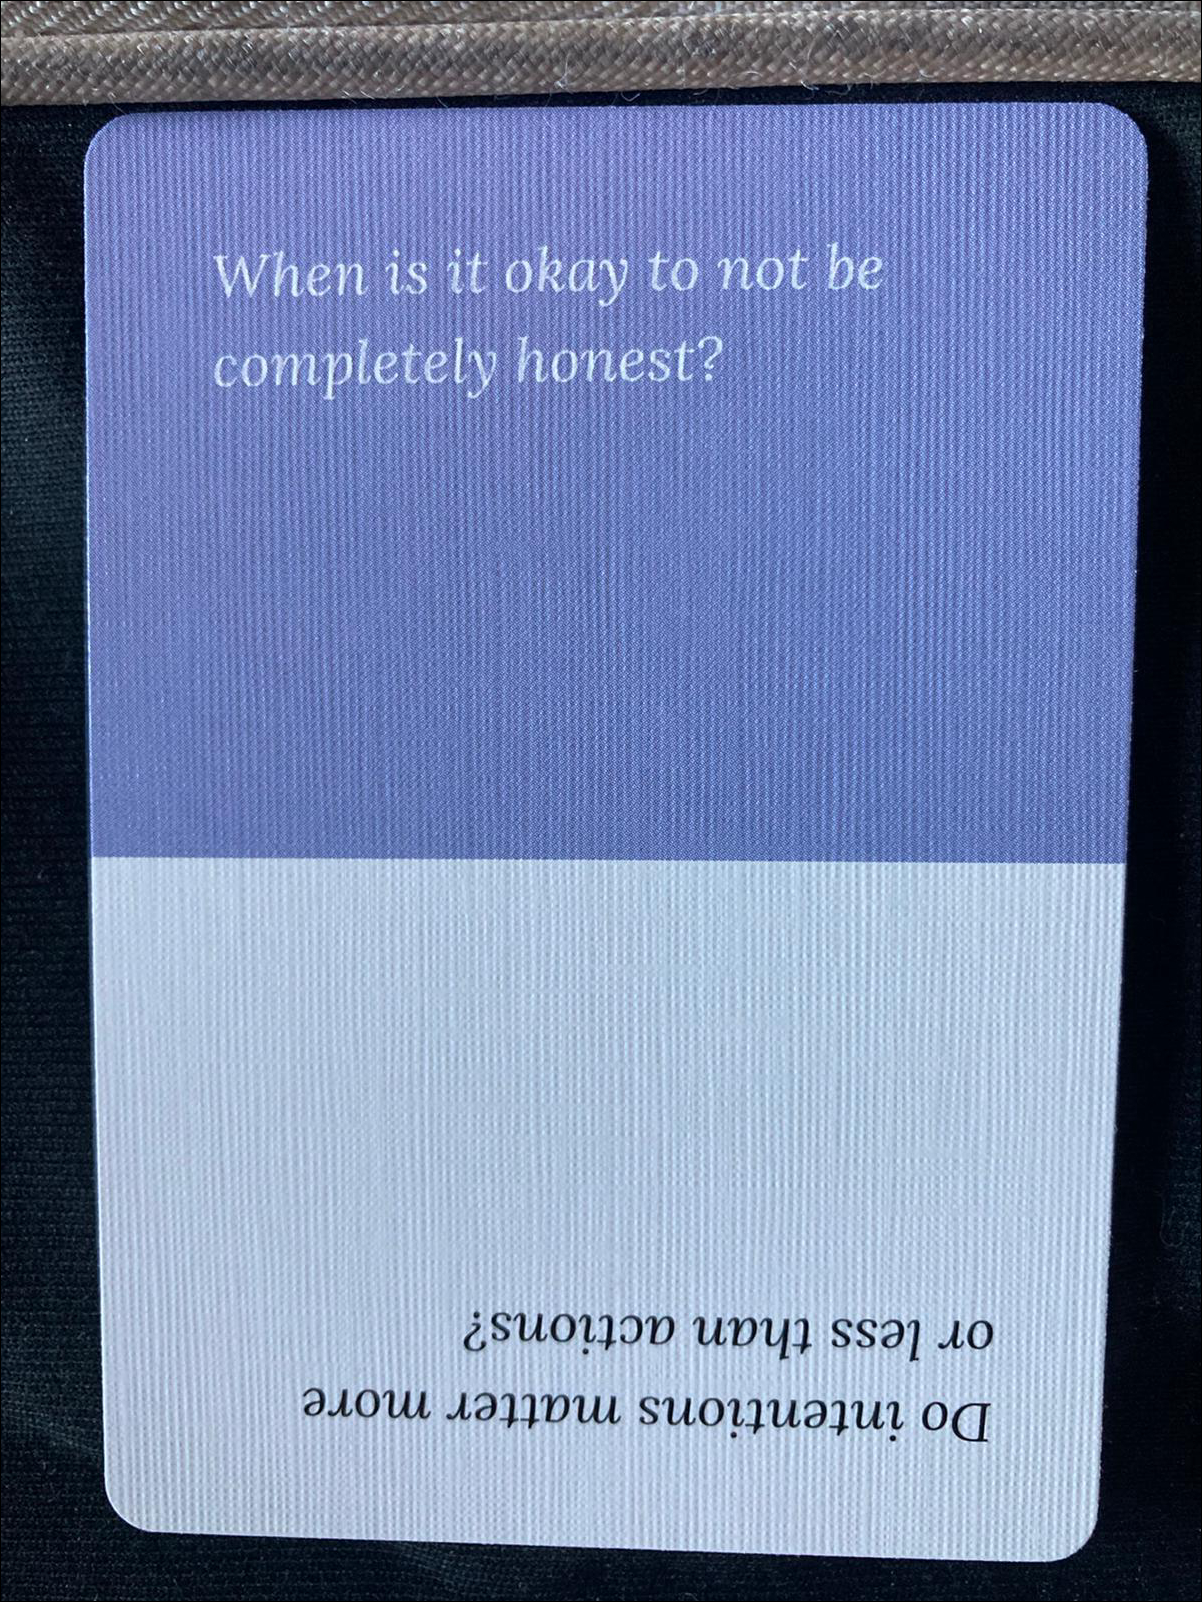 When is it okay to not be
completely honest?
Do intentions matter more
or less than actions?